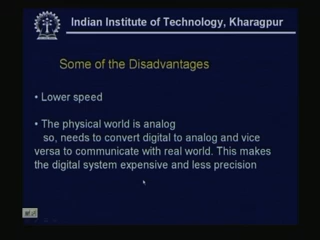 Indian Institute of Technology, Kharagpur
Some of the Disadvantages
• Lower speed
• The physical world is analog
so, needs to convert digital to analog and vice
versa to communicate with real world. This makes
the digital system expensive and less precision